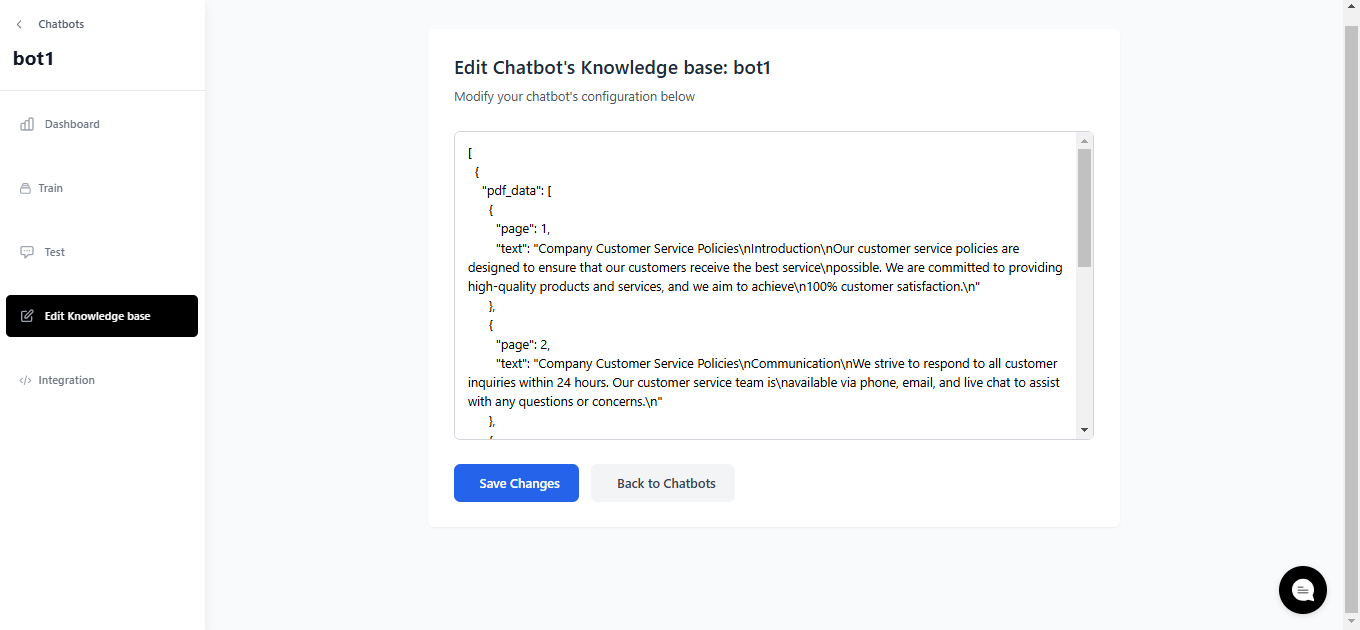 Chatbots
bot1
Dashboard
Train
Test
Edit Knowledge base
Integration
Edit Chatbot's Knowledge base: bot1
Modify your chatbot's configuration below
[
{
"pdf_data": [
{
"page": 1,
"text": "Company Customer Service Policies\nIntroduction\nOur customer service policies are
designed to ensure that our customers receive the best service\npossible. We are committed to providing
high-quality products and services, and we aim to achieve\n100% customer satisfaction.\n"
},
{
"page": 2,
"text": "Company Customer Service Policies\nCommunication\nWe strive to respond to all customer
inquiries within 24 hours. Our customer service team is\navailable via phone, email, and live chat to assist
with any questions or concerns.\n"
},
{
Save Changes
Back to Chatbots